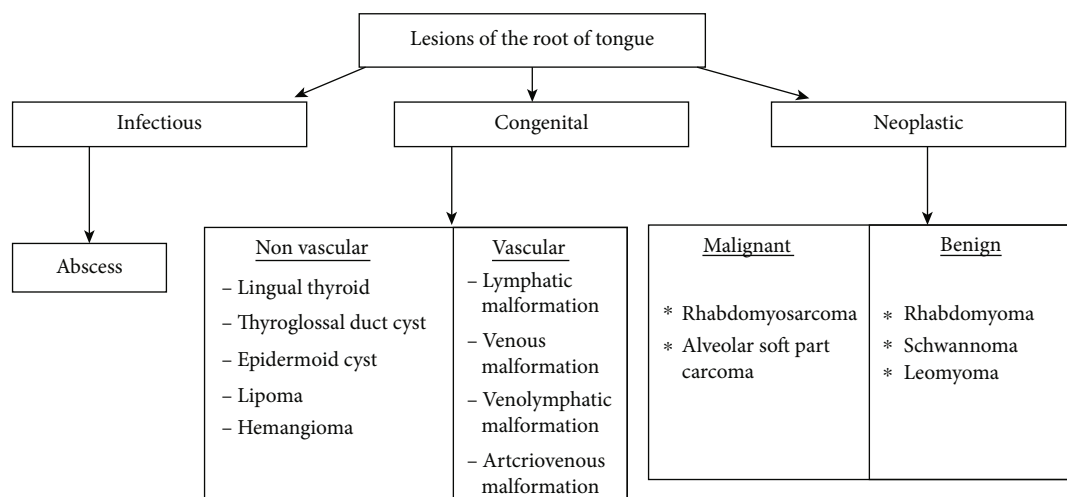 Lesions of the root of tongue
Infectious
Congenital
Neoplastic
Abscess
Non vascular
– Lingual thyroid
– Thyroglossal duct cyst
– Epidermoid cyst
– Lipoma
– Hemangioma
Vascular
– Lymphatic
malformation
– Venous
malformation
– Venolymphatic
malformation
– Artcriovenous
malformation
Malignant
* Rhabdomyosarcoma
* Alveolar soft part
carcoma
Benign
* Rhabdomyoma
* Schwannoma
* Leomyoma